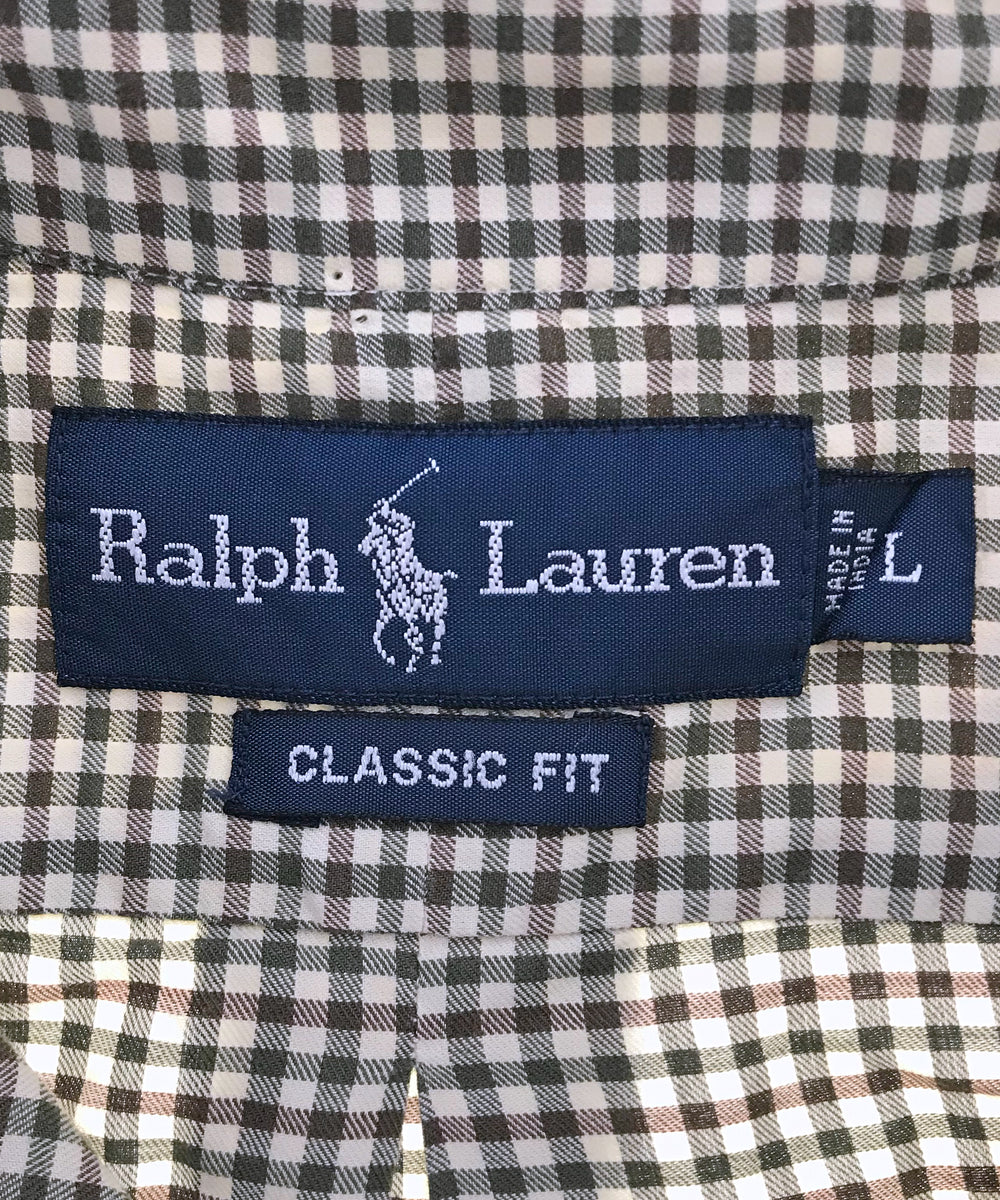 Ralph Lauren
MADE IN
INDIA
L
CLASSIC FIT